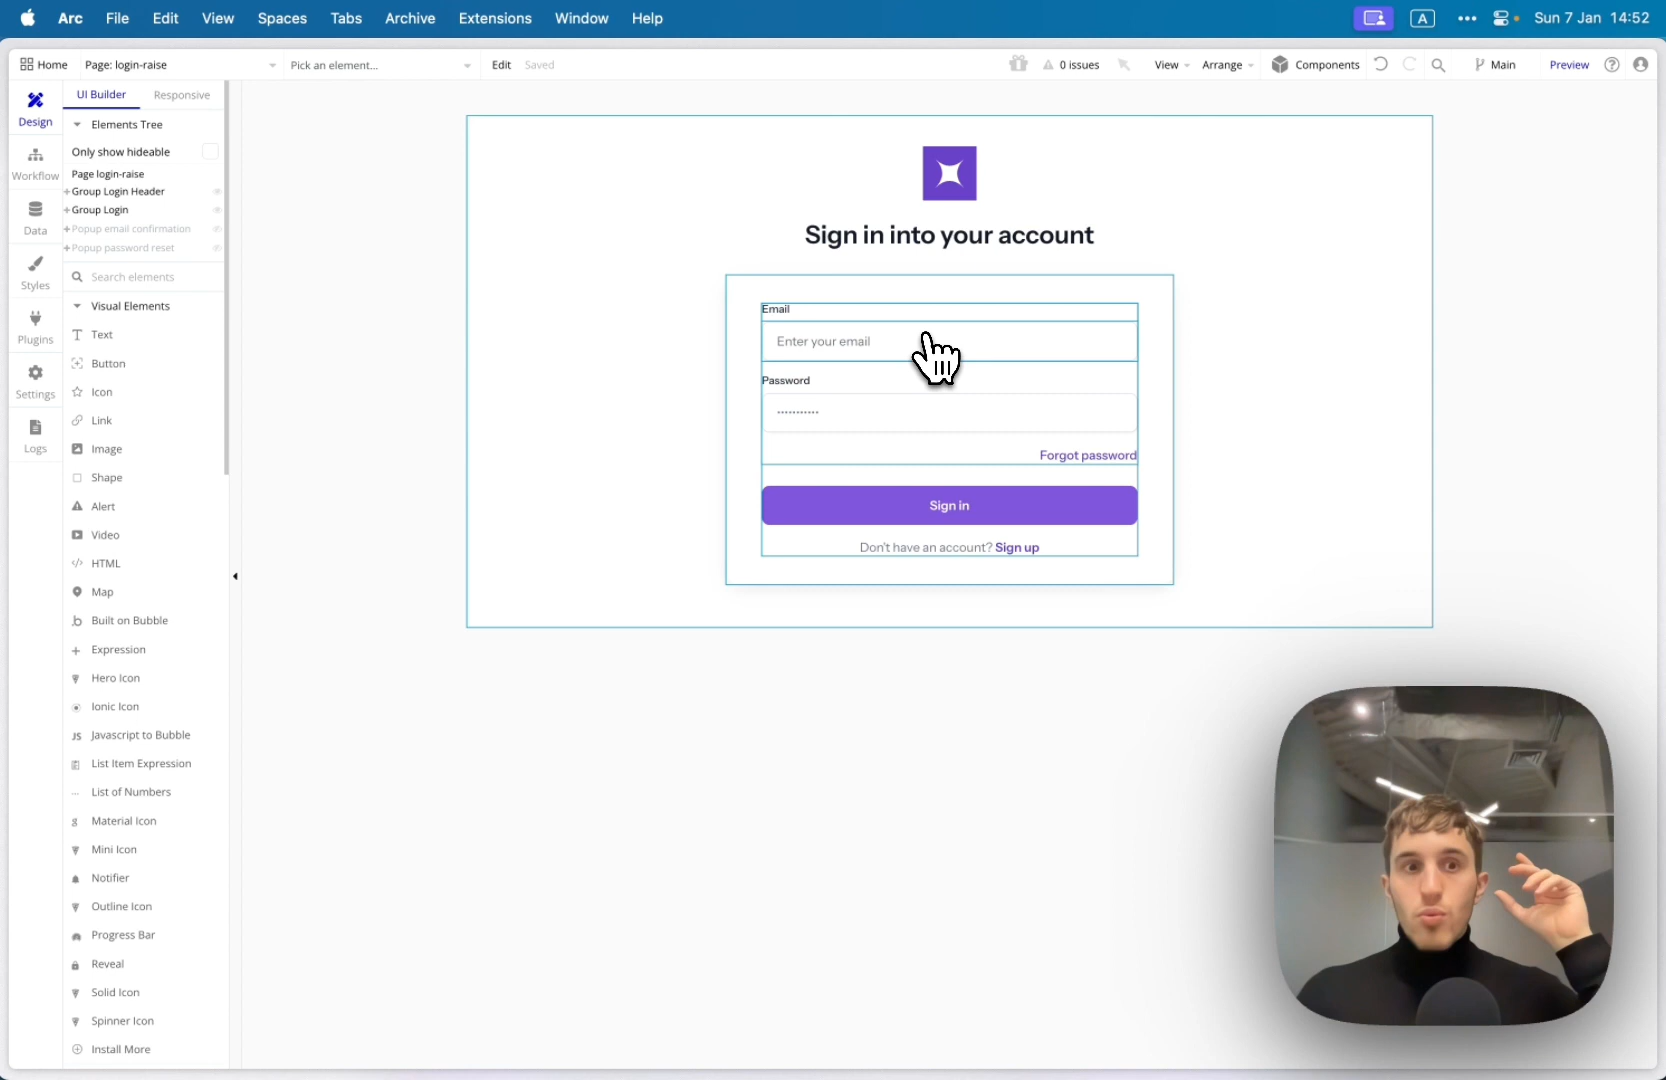 Arc File Edit View Spaces Tabs Archive Extensions Window Help A Sun 7 Jan 14:52
Home Page: login-raise Pick an element... Edit Saved 0 issues View Arrange Components Main Preview
UI Builder Responsive
Design
Workflow
Data
Styles
Plugins
Settings
Logs
Elements Tree
Only show hideable
Page login-raise
+Group Login Header
+Group Login
+Popup email confirmation
+Popup password reset
Search elements
Visual Elements
Text
Button
Icon
Link
Image
Shape
Alert
Video
HTML
Map
Built on Bubble
Expression
Hero Icon
Ionic Icon
JS Javascript to Bubble
List Item Expression
List of Numbers
g Material Icon
Mini Icon
Notifier
Outline Icon
Progress Bar
Reveal
Solid Icon
Spinner Icon
Install More
Sign in into your account
Email
Enter your email
Password
Forgot password
Sign in
Don't have an account? Sign up